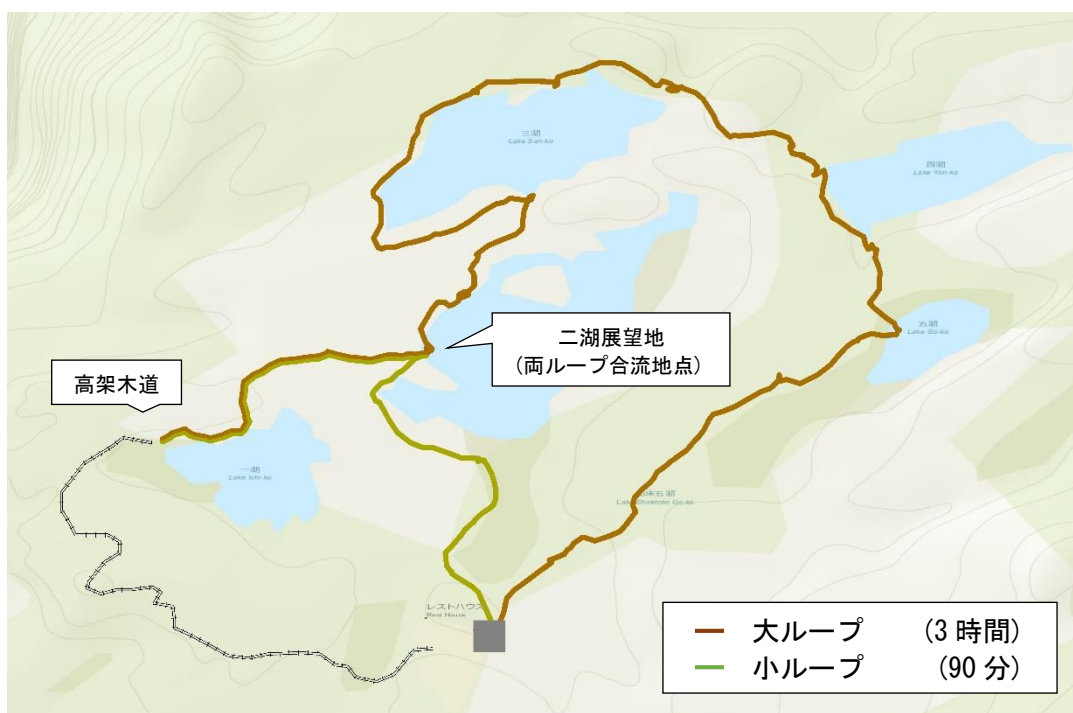 三湖
Lake San-ko
四湖
Lake Yon-ko
二湖展望地
(両ループ合流地点)
五湖
Lake Go-ko
高架木道
一湖
Lake Ichi-ko
床五湖
Lake Shiretoko Go-ko
レストハウス
Rest House
大ループ (3 時間)
小ループ (90 分)